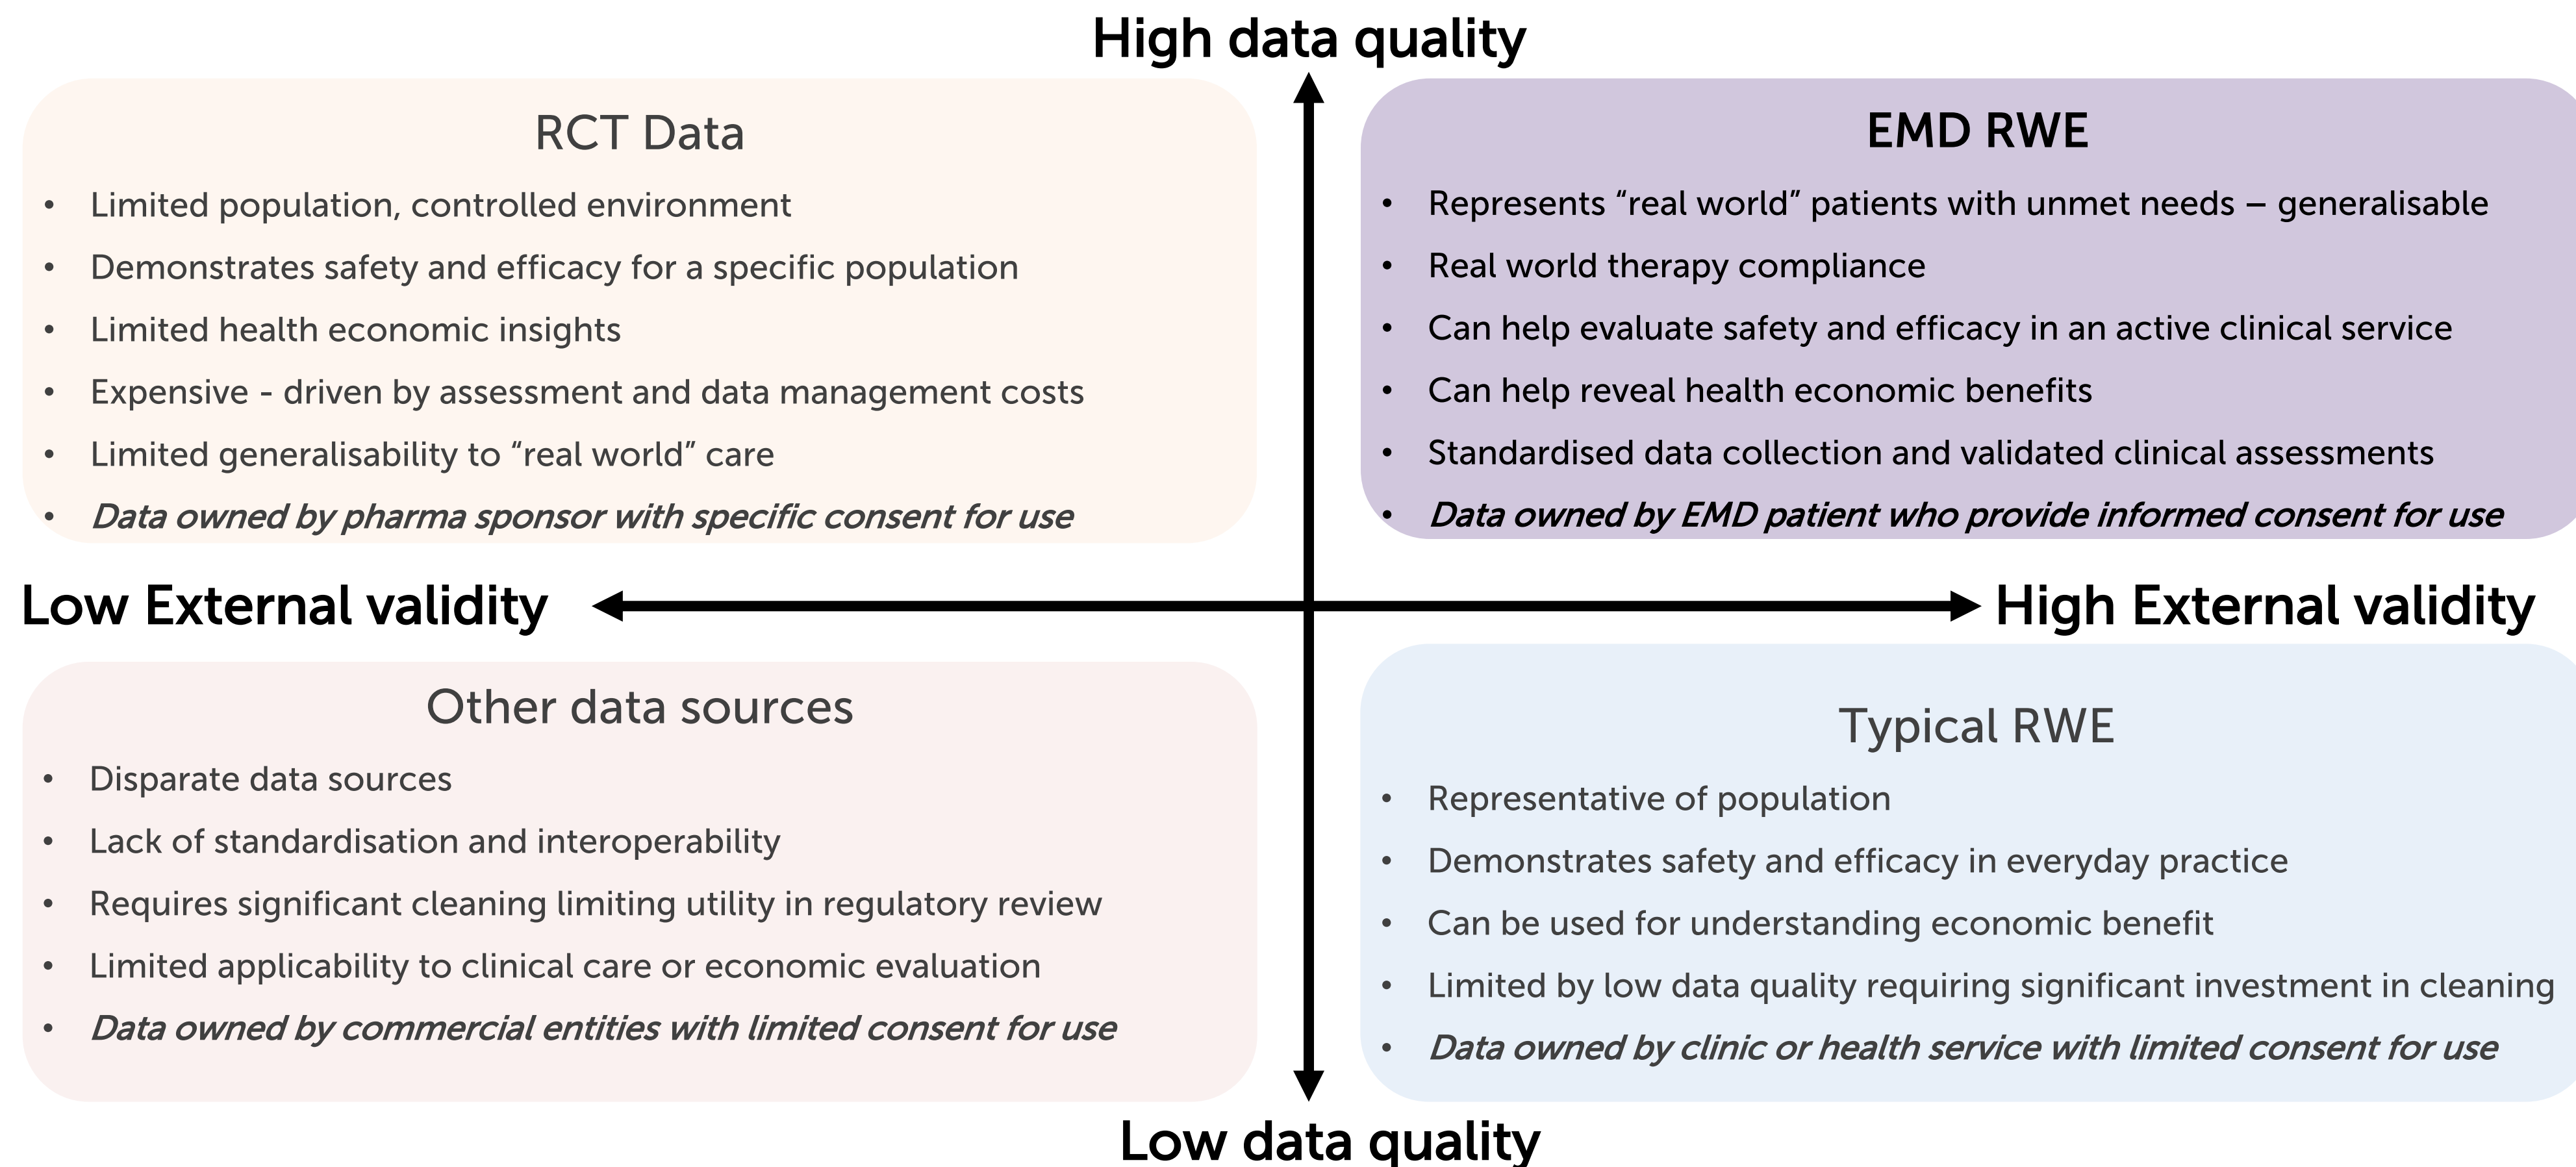 High data quality
RCT Data
• Limited population, controlled environment
• Demonstrates safety and efficacy for a specific population
• Limited health economic insights
• Expensive - driven by assessment and data management costs
• Limited generalisability to “real world” care
• Data owned by pharma sponsor with specific consent for use
EMD RWE
• Represents “real world” patients with unmet needs – generalisable
• Real world therapy compliance
• Can help evaluate safety and efficacy in an active clinical service
• Can help reveal health economic benefits
• Standardised data collection and validated clinical assessments
• Data owned by EMD patient who provide informed consent for use
Low External validity
High External validity
Other data sources
• Disparate data sources
• Lack of standardisation and interoperability
• Requires significant cleaning limiting utility in regulatory review
• Limited applicability to clinical care or economic evaluation
• Data owned by commercial entities with limited consent for use
Typical RWE
• Representative of population
• Demonstrates safety and efficacy in everyday practice
• Can be used for understanding economic benefit
• Limited by low data quality requiring significant investment in cleaning
• Data owned by clinic or health service with limited consent for use
Low data quality